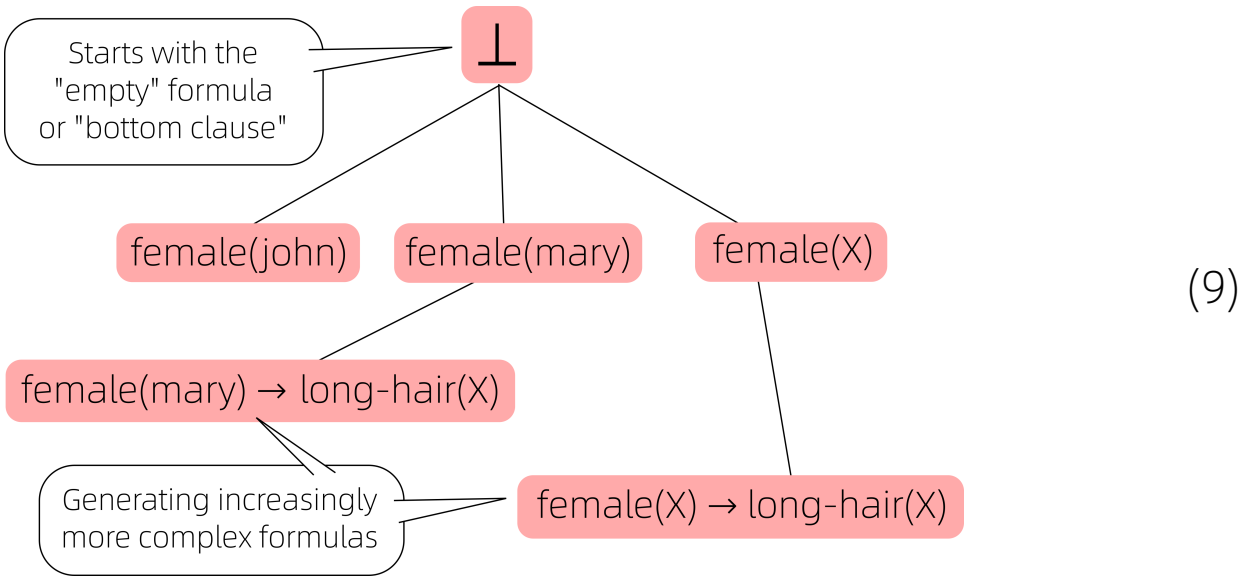 Starts with the
"empty" formula
or "bottom clause"
⊥
female(john)
female(mary)
female(X)
(9)
female(mary) → long-hair(X)
Generating increasingly
more complex formulas
female(X) → long-hair(X)